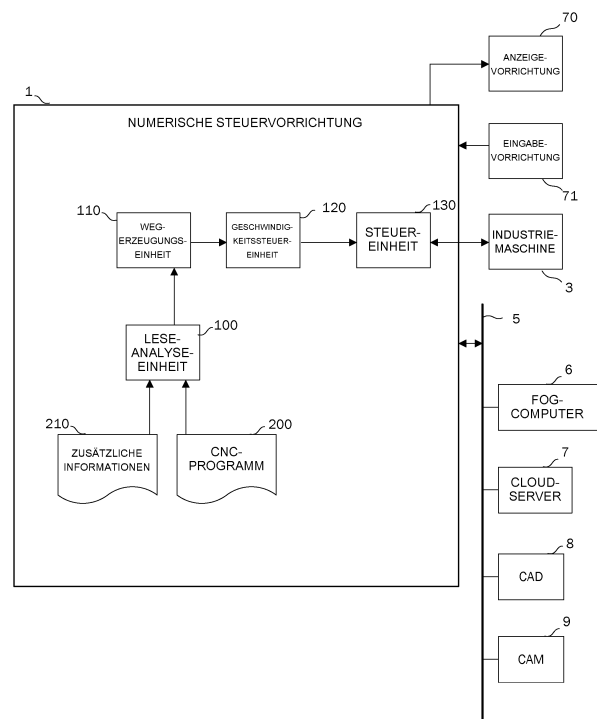 70
ANZEIGE-
VORRICHTUNG
1
NUMERISCHE STEUERVORRICHTUNG
EINGABE-
VORRICHTUNG
71
110
WEG-
ERZEUGUNGS-
EINHEIT
120
GESCHWINDIG-
KEITSSTEUER-
EINHEIT
130
STEUER-
EINHEIT
INDUSTRIE-
MASCHINE
3
5
100
LESE-
ANALYSE-
EINHEIT
6
FOG-
COMPUTER
210
ZUSÄTZLICHE
INFORMATIONEN
200
CNC-
PROGRAMM
7
CLOUD-
SERVER
8
CAD
9
CAM